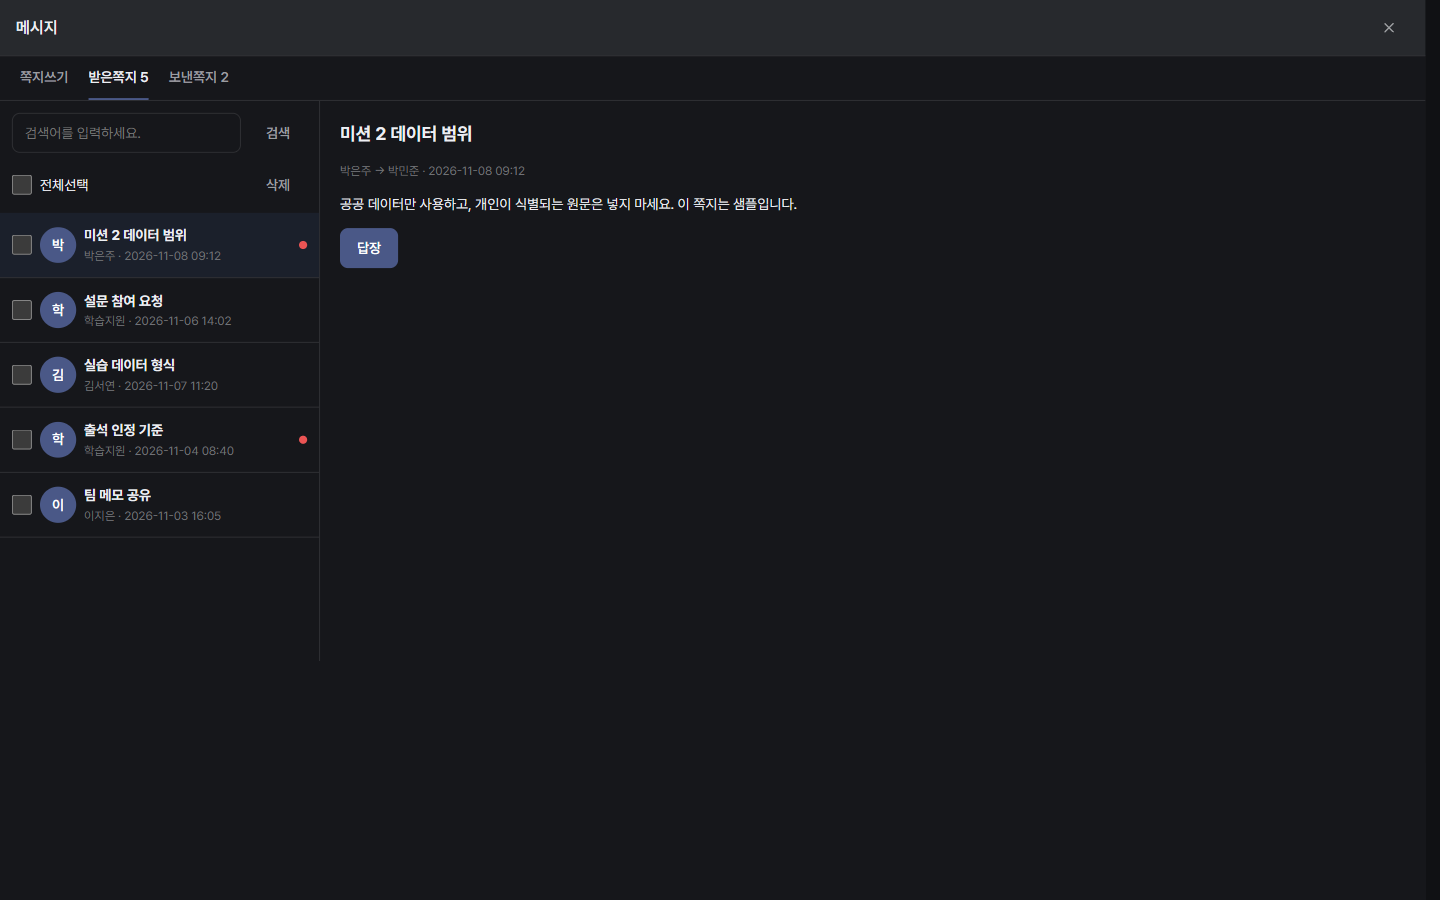 메시지
쪽지쓰기 받은쪽지 5 보낸쪽지 2
검색어를 입력하세요. 검색
전체선택 삭제
박 미션 2 데이터 범위
박은주 · 2026-11-08 09:12
학 설문 참여 요청
학습지원 · 2026-11-06 14:02
김 실습 데이터 형식
김서연 · 2026-11-07 11:20
학 출석 인정 기준
학습지원 · 2026-11-04 08:40
이 팀 메모 공유
이지은 · 2026-11-03 16:05
미션 2 데이터 범위
박은주 → 박민준 · 2026-11-08 09:12
공공 데이터만 사용하고, 개인이 식별되는 원문은 넣지 마세요. 이 쪽지는 샘플입니다.
답장